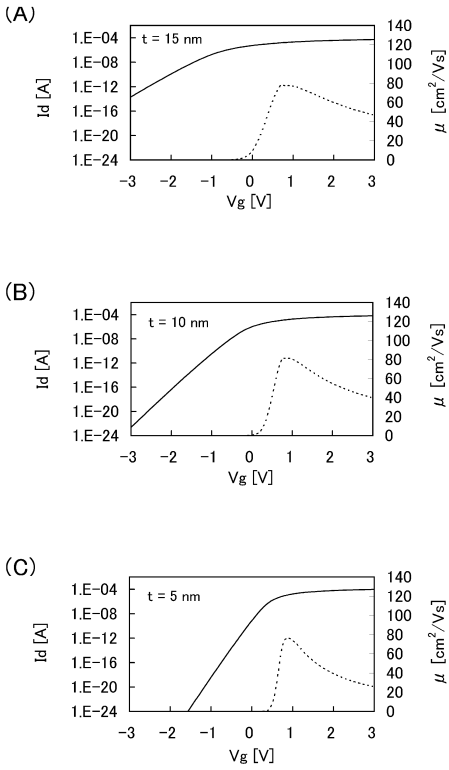 (A)
t = 15 nm
Id [A]
1.E−04
1.E−08
1.E−12
1.E−16
1.E−20
1.E−24
140
120
100
80
60
40
20
0
μ [cm²/Vs]
−3 −2 −1 0 1 2 3
Vg [V]
(B)
t = 10 nm
Id [A]
1.E−04
1.E−08
1.E−12
1.E−16
1.E−20
1.E−24
140
120
100
80
60
40
20
0
μ [cm²/Vs]
−3 −2 −1 0 1 2 3
Vg [V]
(C)
t = 5 nm
Id [A]
1.E−04
1.E−08
1.E−12
1.E−16
1.E−20
1.E−24
140
120
100
80
60
40
20
0
μ [cm²/Vs]
−3 −2 −1 0 1 2 3
Vg [V]